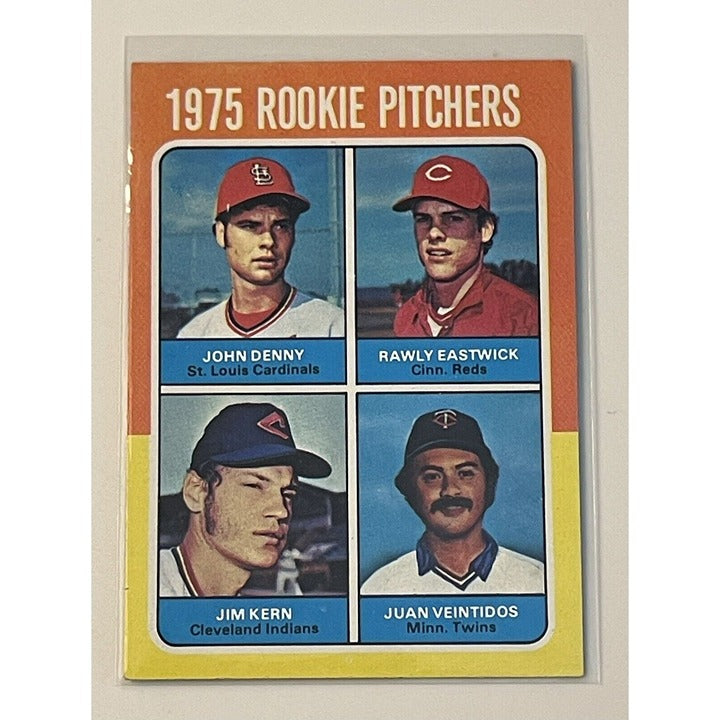 1975 ROOKIE PITCHERS
JOHN DENNY
St. Louis Cardinals
RAWLY EASTWICK
Cinn. Reds
JIM KERN
Cleveland Indians
JUAN VEINTIDOS
Minn. Twins